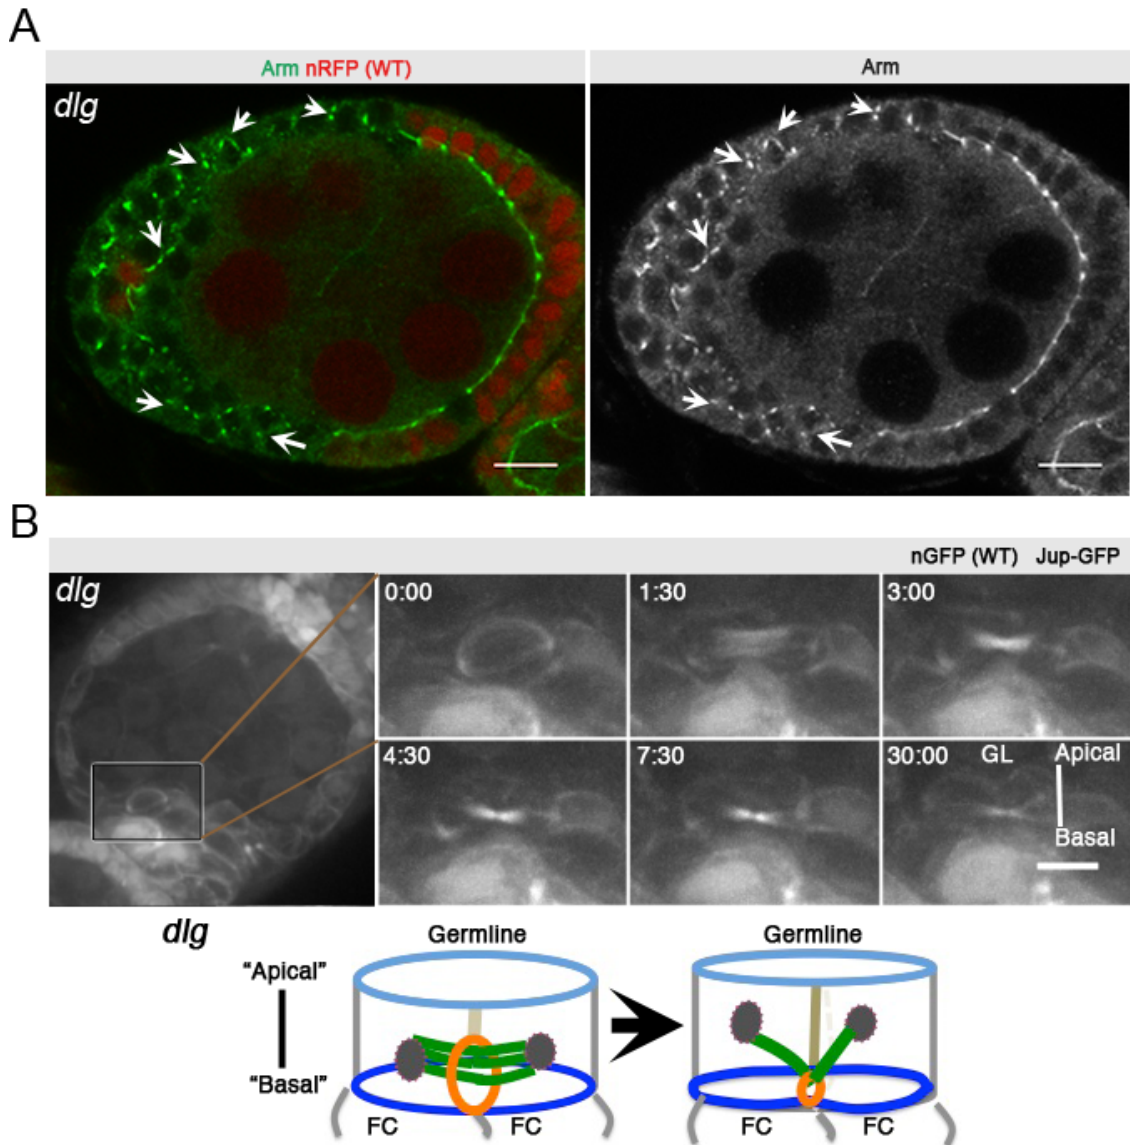 A
Arm nRFP (WT)
Arm
dlg
B
nGFP (WT) Jup-GFP
dlg
0:00
1:30
3:00
4:30
7:30
30:00
GL
Apical
Basal
dlg
Germline
Germline
“Apical”
“Basal”
FC
FC
FC
FC